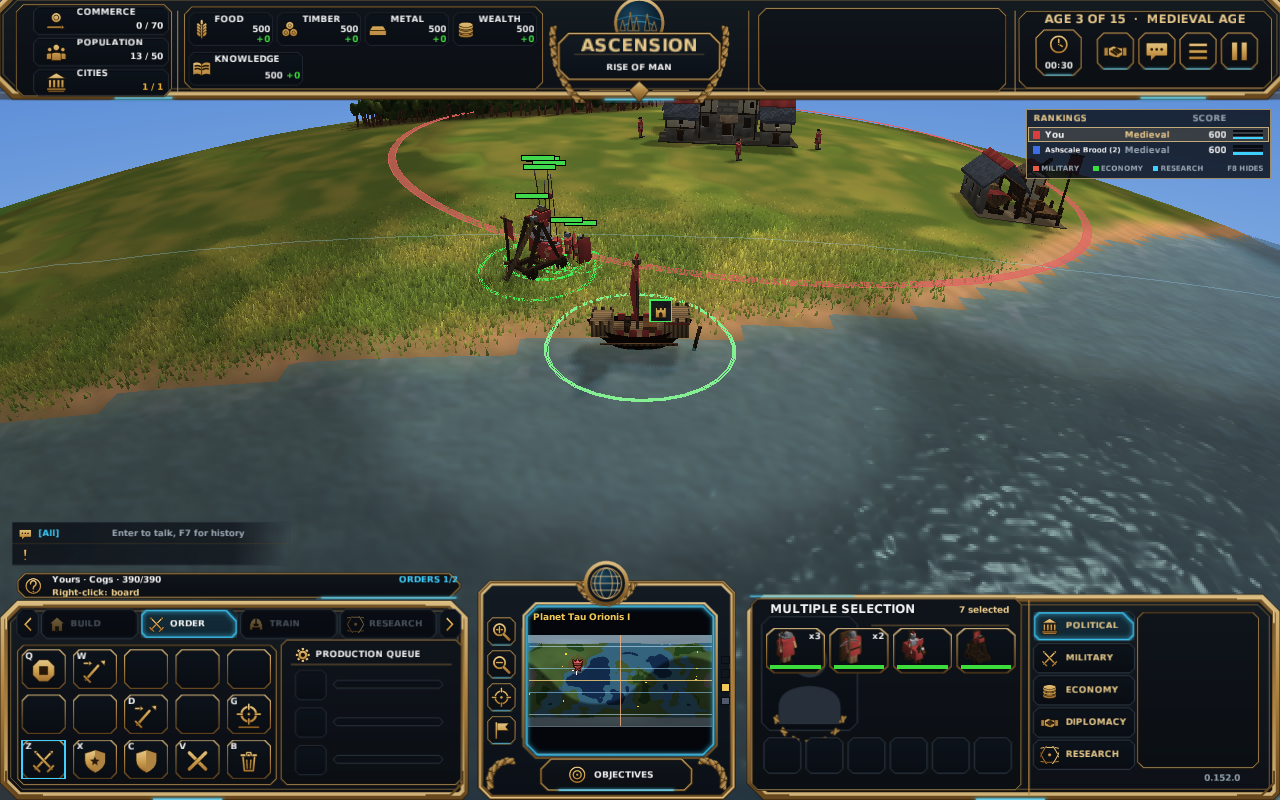 COMMERCE
0 / 70
POPULATION
13 / 50
CITIES
1 / 1
FOOD
500
+0
TIMBER
500
+0
METAL
500
+0
WEALTH
500
+0
KNOWLEDGE
500 +0
ASCENSION
RISE OF MAN
AGE 3 OF 15 · MEDIEVAL AGE
00:30
RANKINGS SCORE
You Medieval 600
Ashscale Brood (2) Medieval 600
MILITARY ECONOMY RESEARCH F8 HIDES
[All] Enter to talk, F7 for history
!
Yours · Cogs · 390/390 ORDERS 1/2
Right-click: board
BUILD ORDER TRAIN RESEARCH
Q W
D G
Z X C V B
PRODUCTION QUEUE
Planet Tau Orionis I
OBJECTIVES
MULTIPLE SELECTION 7 selected
x3 x2
POLITICAL
MILITARY
ECONOMY
DIPLOMACY
RESEARCH
0.152.0